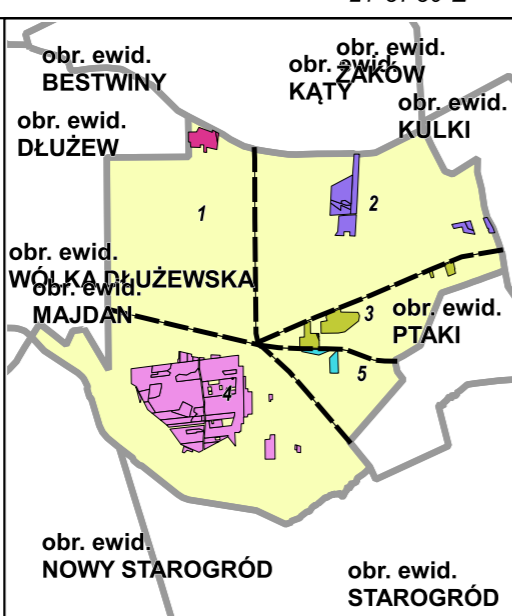 obr. ewid.
BESTWINY
obr. ewid.
KĄTY
obr. ewid.
ŻAKÓW
obr. ewid.
KULKI
obr. ewid.
DŁUŻEW
1
2
obr. ewid.
WÓLKA DŁUŻEWSKA
obr. ewid.
MAJDAN
3
obr. ewid.
PTAKI
5
4
obr. ewid.
NOWY STAROGRÓD
obr. ewid.
STAROGRÓD